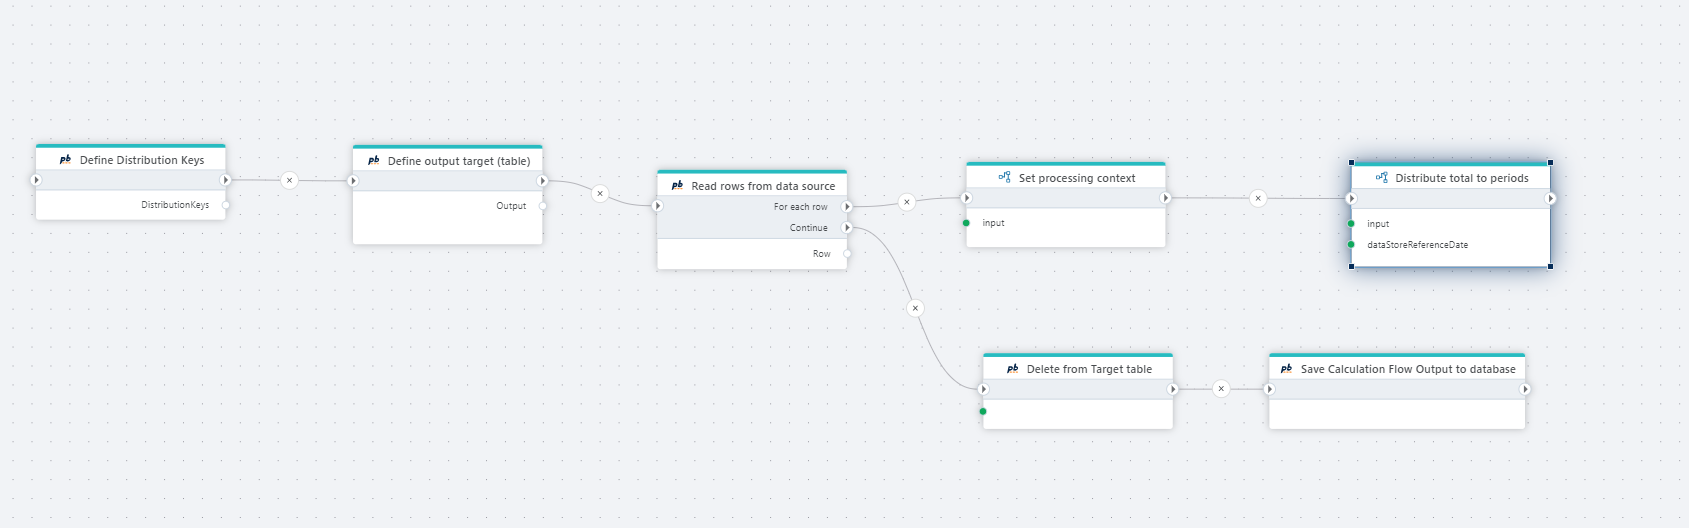 pb Define Distribution Keys
DistributionKeys
pb Define output target (table)
Output
pb Read rows from data source
For each row
Continue
Row
Set processing context
input
Distribute total to periods
input
dataStoreReferenceDate
pb Delete from Target table
pb Save Calculation Flow Output to database